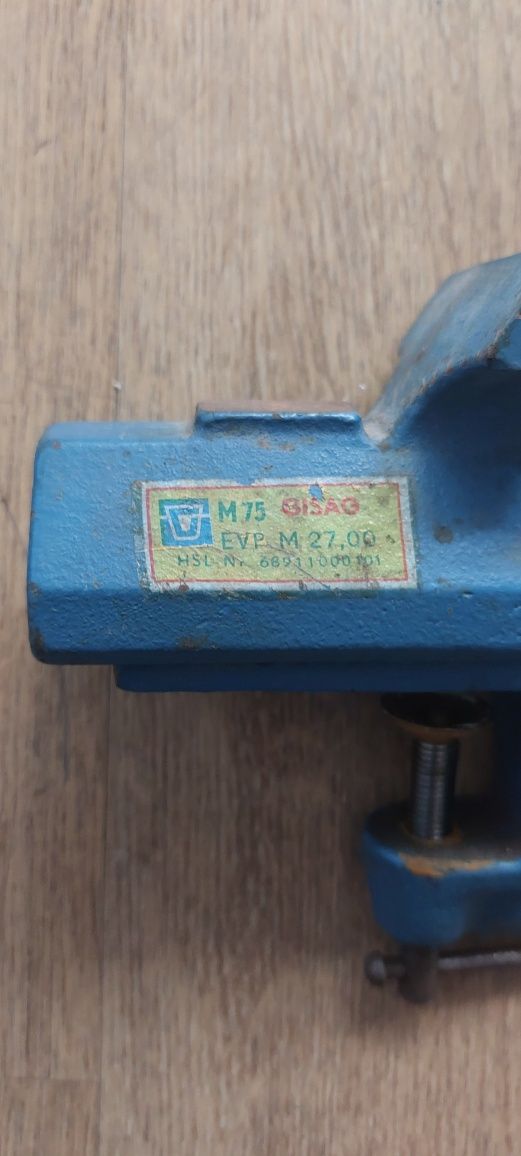 M 75 GISAG
EVP M 27,00
HSL Nr 68911000101